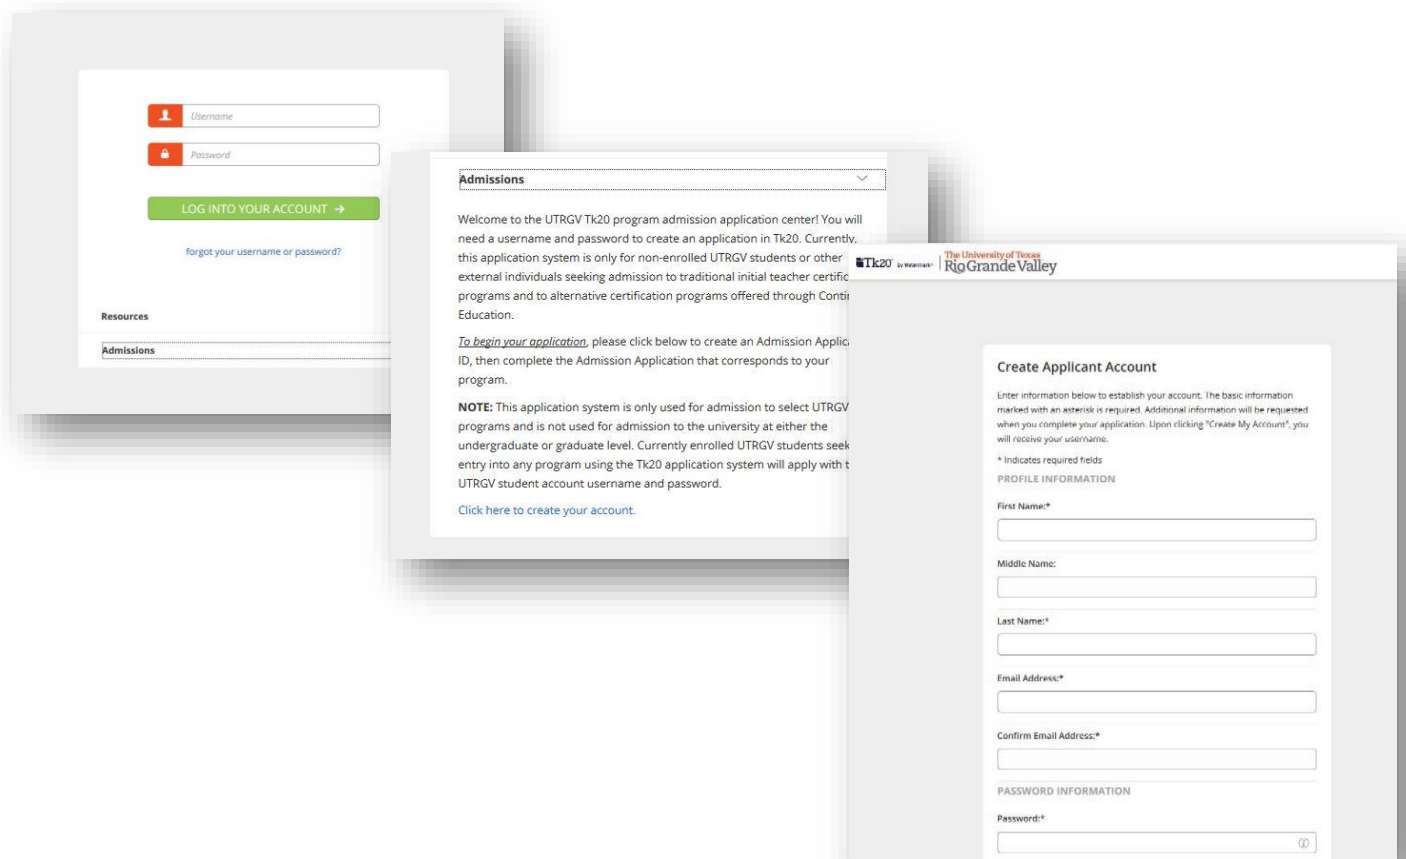 Username
Password
LOG INTO YOUR ACCOUNT →
forgot your username or password?
Resources
Admissions
Admissions
Welcome to the UTRGV Tk20 program admission application center! You will
need a username and password to create an application in Tk20. Currently,
this application system is only for non-enrolled UTRGV students or other
external individuals seeking admission to traditional initial teacher certific
programs and to alternative certification programs offered through Conti
Education.
To begin your application, please click below to create an Admission Applic
ID, then complete the Admission Application that corresponds to your
program.
NOTE: This application system is only used for admission to select UTRGV
programs and is not used for admission to the university at either the
undergraduate or graduate level. Currently enrolled UTRGV students seek
entry into any program using the Tk20 application system will apply with t
UTRGV student account username and password.
Click here to create your account.
Tk20 by Watermark
The University of Texas
Rio Grande Valley
Create Applicant Account
Enter information below to establish your account. The basic information
marked with an asterisk is required. Additional information will be requested
when you complete your application. Upon clicking "Create My Account", you
will receive your username.
* Indicates required fields
PROFILE INFORMATION
First Name:*
Middle Name:
Last Name:*
Email Address:*
Confirm Email Address:*
PASSWORD INFORMATION
Password:*